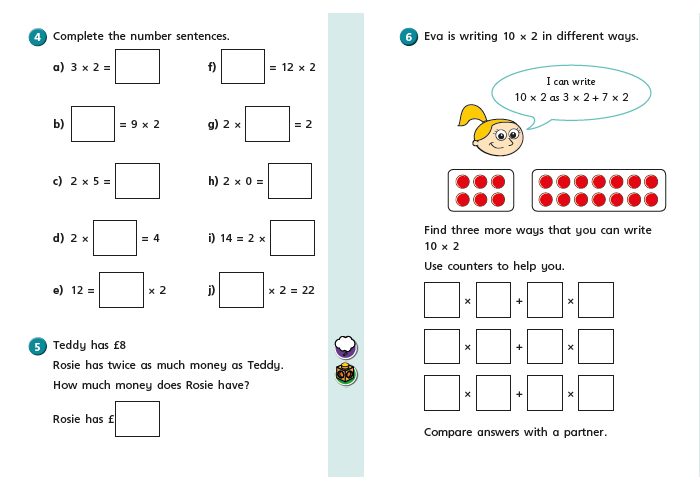 4 Complete the number sentences.
a) 3 × 2 =
f) = 12 × 2
b) = 9 × 2
g) 2 × = 2
c) 2 × 5 =
h) 2 × 0 =
d) 2 × = 4
i) 14 = 2 ×
e) 12 = × 2
j) × 2 = 22
5 Teddy has £8
Rosie has twice as much money as Teddy.
How much money does Rosie have?
Rosie has £
6 Eva is writing 10 × 2 in different ways.
I can write
10 × 2 as 3 × 2 + 7 × 2
Find three more ways that you can write
10 × 2
Use counters to help you.
× + ×
× + ×
× + ×
Compare answers with a partner.